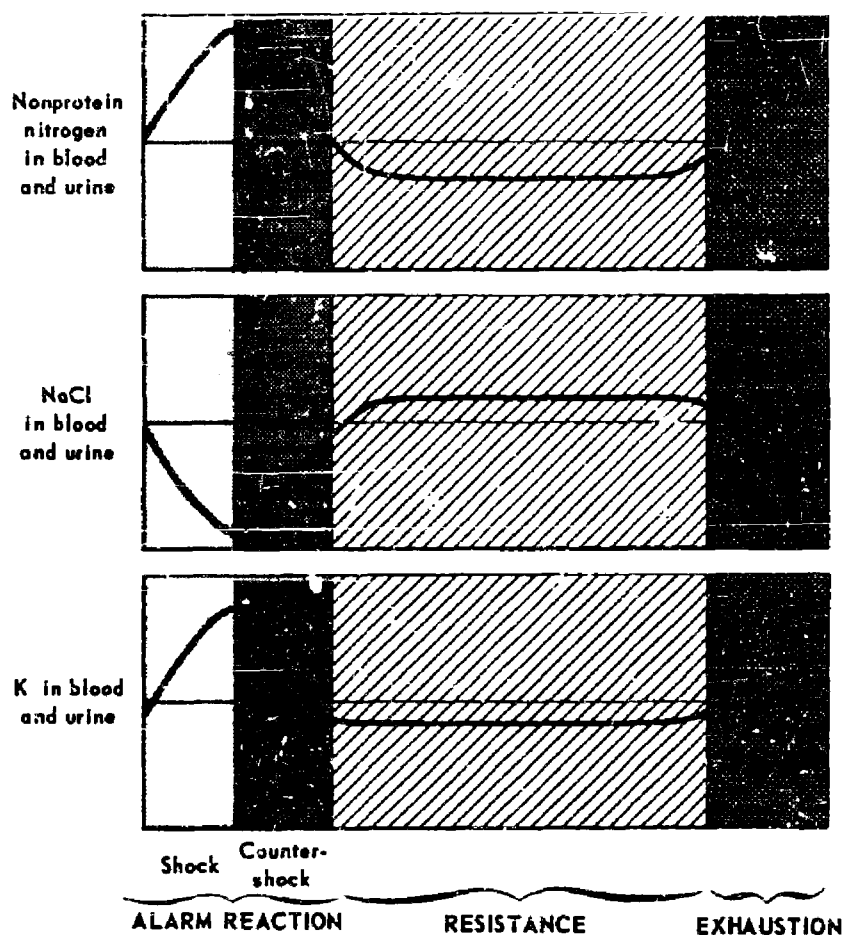 Nonprotein
nitrogen
in blood
and urine
NaCl
in blood
and urine
K in blood
and urine
Shock
Counter-
shock
ALARM REACTION
RESISTANCE
EXHAUSTION